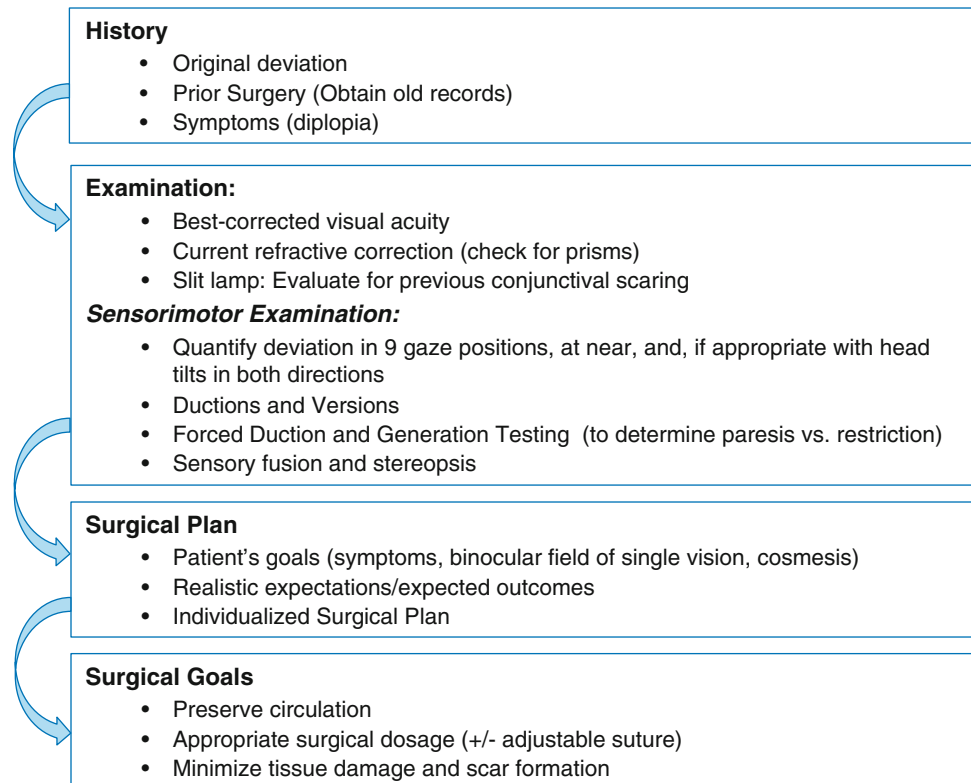 History
• Original deviation
• Prior Surgery (Obtain old records)
• Symptoms (diplopia)
Examination:
• Best-corrected visual acuity
• Current refractive correction (check for prisms)
• Slit lamp: Evaluate for previous conjunctival scaring
Sensorimotor Examination:
• Quantify deviation in 9 gaze positions, at near, and, if appropriate with head
tilts in both directions
• Ductions and Versions
• Forced Duction and Generation Testing (to determine paresis vs. restriction)
• Sensory fusion and stereopsis
Surgical Plan
• Patient's goals (symptoms, binocular field of single vision, cosmesis)
• Realistic expectations/expected outcomes
• Individualized Surgical Plan
Surgical Goals
• Preserve circulation
• Appropriate surgical dosage (+/- adjustable suture)
• Minimize tissue damage and scar formation